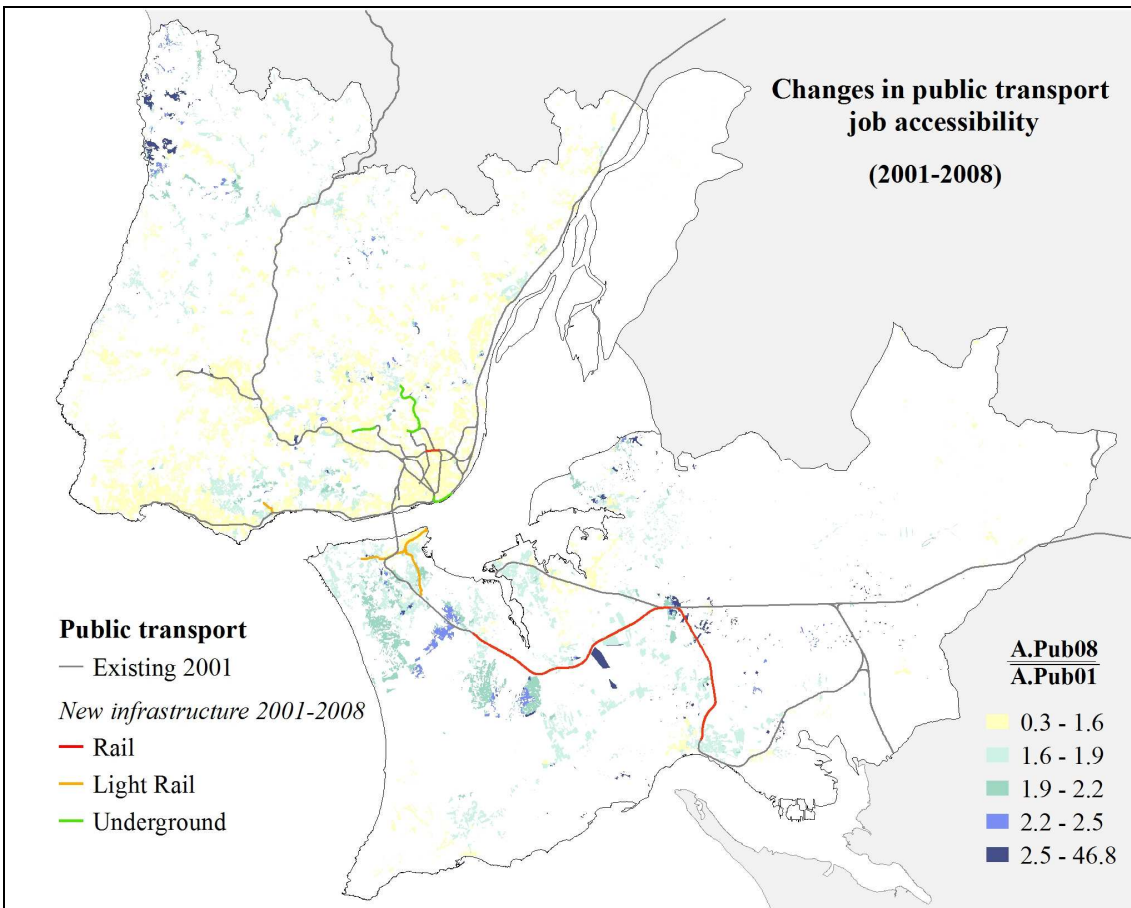 Changes in public transport
job accessibility
(2001-2008)
Public transport
Existing 2001
New infrastructure 2001-2008
Rail
Light Rail
Underground
A.Pub08
A.Pub01
0.3 - 1.6
1.6 - 1.9
1.9 - 2.2
2.2 - 2.5
2.5 - 46.8